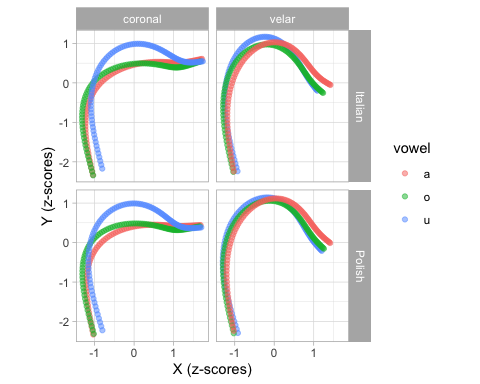 coronal velar
1
0
-1
-2
Italian
1
0
-1
-2
Polish
-1 0 1 -1 0 1
X (z-scores)
Y (z-scores)
vowel
a
o
u